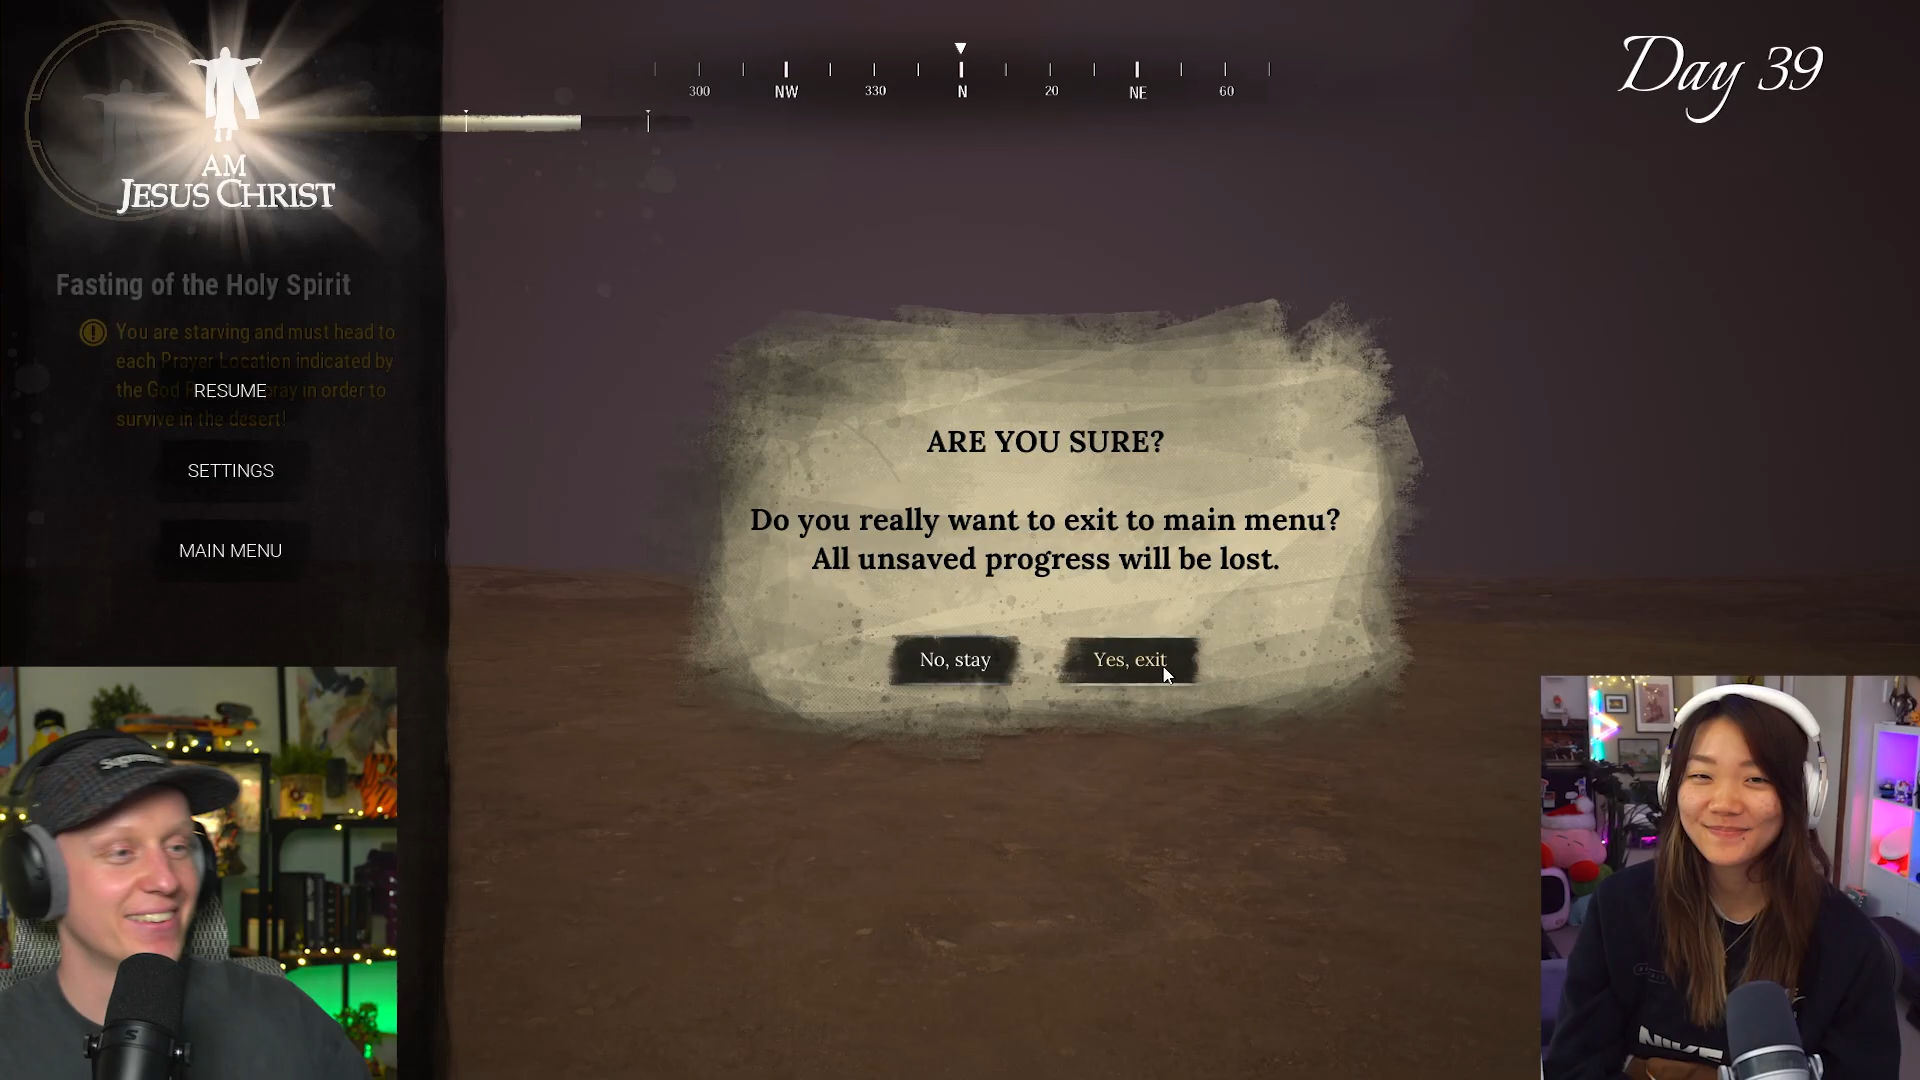 AM
JESUS CHRIST
300 NW 330 N 20 NE 60
Day 39
Fasting of the Holy Spirit
You are starving and must head to
each Prayer Location indicated by
the God pray in order to
survive in the desert!
RESUME
SETTINGS
MAIN MENU
ARE YOU SURE?
Do you really want to exit to main menu?
All unsaved progress will be lost.
No, stay
Yes, exit
Supreme
NIKE